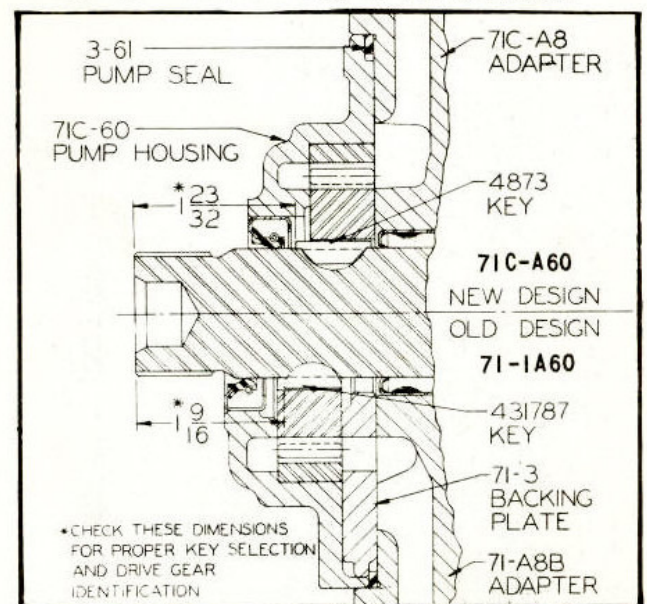 3-61
PUMP SEAL
71C-60
PUMP HOUSING
*1 23/32
71C-A8
ADAPTER
4873
KEY
71C-A60
NEW DESIGN
OLD DESIGN
71-1A60
*1 9/16
431787
KEY
71-3
BACKING
PLATE
71-A8B
ADAPTER
*CHECK THESE DIMENSIONS
FOR PROPER KEY SELECTION
AND DRIVE GEAR
IDENTIFICATION